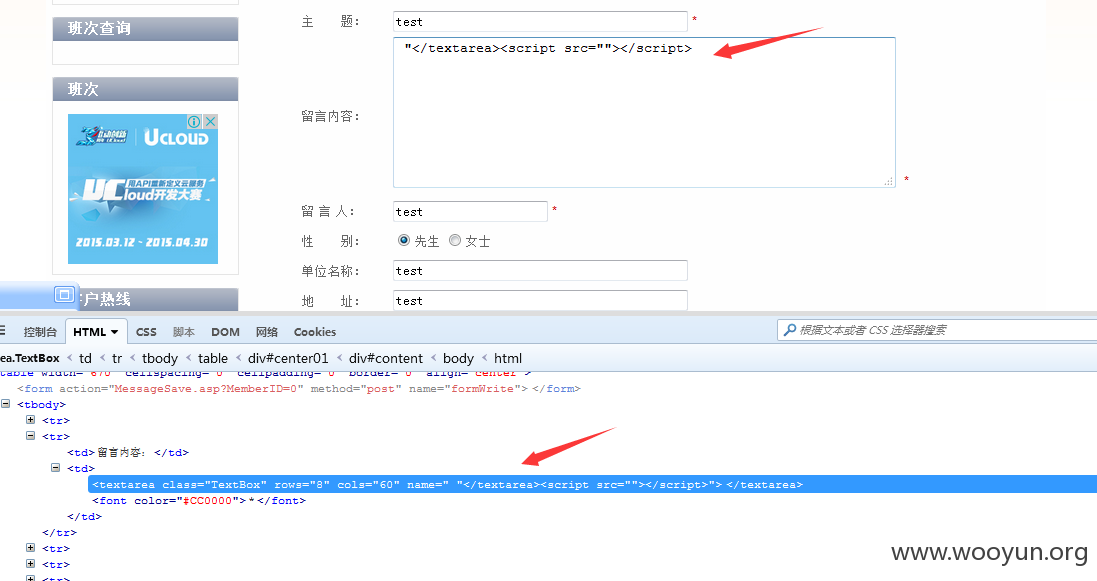 班次查询
主 题: test *
"</textarea><script src=""></script>
班次
留言内容:
UCLOUD
用API重新定义云服务
UCloud开发大赛
2015.03.12 - 2015.04.30
*
留 言 人: test *
性 别: 先生 女士
单位名称: test
户热线
地 址: test
控制台 HTML CSS 脚本 DOM 网络 Cookies
根据文本或者 CSS 选择器搜索
ea.TextBox < td < tr < tbody < table < div#center01 < div#content < body < html
table width="670" cellspacing="0" cellpadding="0" border="0" align="center">
<form action="MessageSave.asp?MemberID=0" method="post" name="formWrite"> </form>
<tbody>
<tr>
<tr>
<td>留言内容: </td>
<td>
<textarea class="TextBox" rows="8" cols="60" name=" "</textarea><script src=""></script>"> </textarea>
<font color="#CC0000">*</font>
</td>
</tr>
<tr>
<tr>
<tr>
www.wooyun.org